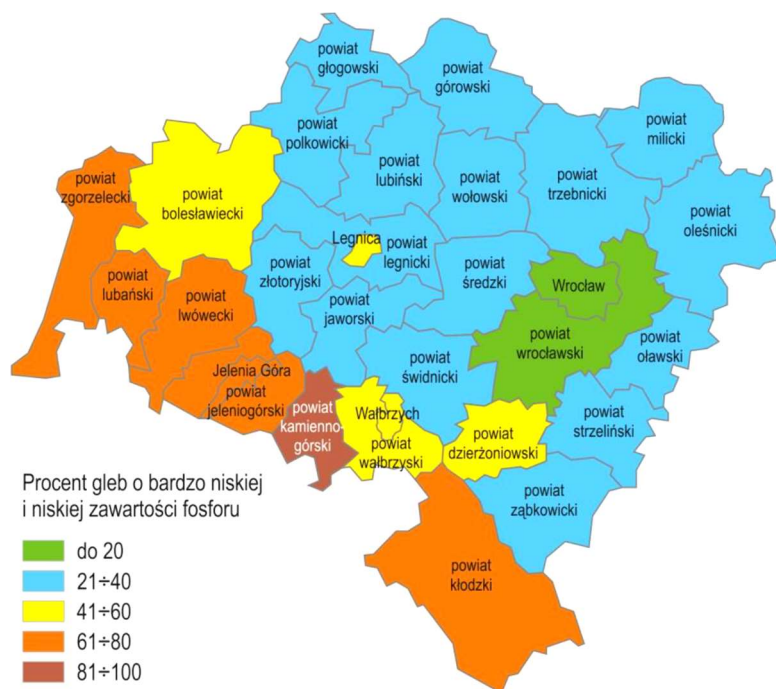 powiat
głogowski
powiat
górowski
powiat
polkowicki
powiat
lubiński
powiat
wołowski
powiat
trzebnicki
powiat
milicki
powiat
zgorzelecki
powiat
bolesławiecki
powiat
oleśnicki
Legnica
powiat
legnicki
powiat
złotoryjski
powiat
średzki
powiat
lubański
powiat
lwówecki
powiat
jaworski
Wrocław
powiat
wrocławski
powiat
oławski
Jelenia Góra
powiat
jeleniogórski
powiat
kamienno-
górski
powiat
świdnicki
Wałbrzych
powiat
wałbrzyski
powiat
dzierżoniowski
powiat
strzeliński
powiat
ząbkowicki
powiat
kłodzki
Procent gleb o bardzo niskiej
i niskiej zawartości fosforu
do 20
21÷40
41÷60
61÷80
81÷100